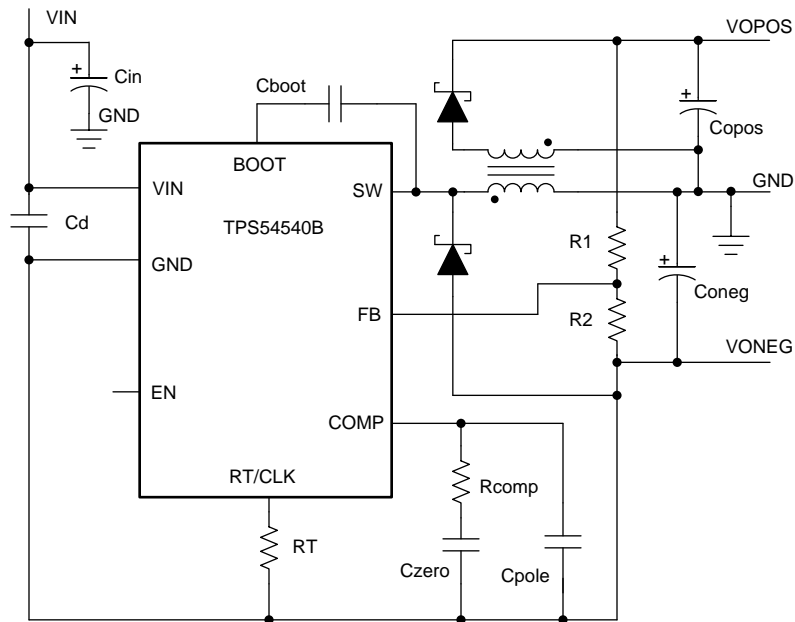 VIN
VOPOS
+
Cin
Cboot
+
Copos
GND
BOOT
VIN
SW
GND
Cd
TPS54540B
R1
+
GND
Coneg
FB
R2
VONEG
EN
COMP
RT/CLK
Rcomp
RT
Czero
Cpole